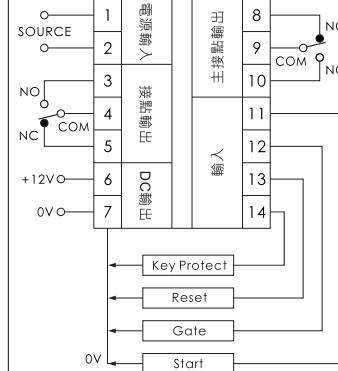 SOURCE
1
2
電源輸入
NO
COM
NC
3
4
5
接點輸出
+12V
0V
6
7
DC輸出
主接點輸出
8
9
10
COM
輸入
11
12
13
14
Key Protect
Reset
Gate
Start
0V